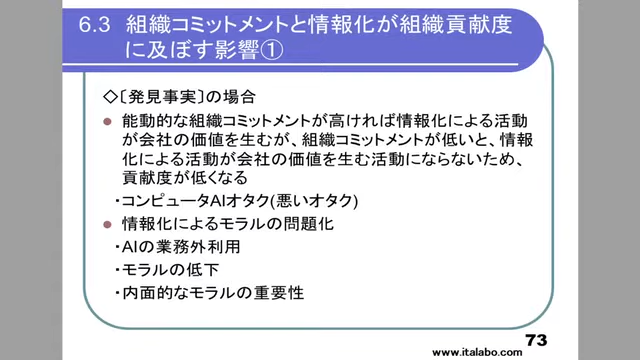 6.3 組織コミットメントと情報化が組織貢献度
に及ぼす影響①
◇〔発見事実〕の場合
● 能動的な組織コミットメントが高ければ情報化による活動
が会社の価値を生むが、組織コミットメントが低いと、情報
化による活動が会社の価値を生む活動にならないため、
貢献度が低くなる
・コンピュータAIオタク(悪いオタク)
● 情報化によるモラルの問題化
・AIの業務外利用
・モラルの低下
・内面的なモラルの重要性
73
www.italabo.com